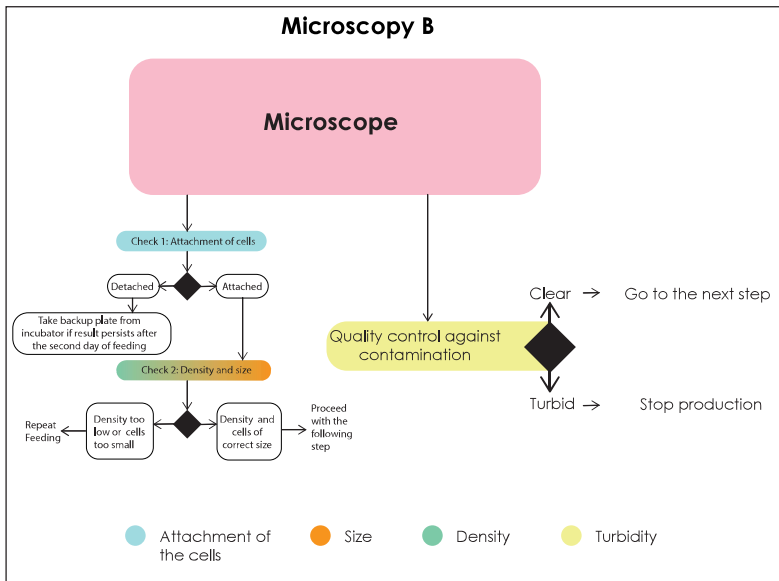 Microscopy B
Microscope
Check 1: Attachment of cells
Detached
Attached
Take backup plate from
incubator if result persists after
the second day of feeding
Check 2: Density and size
Repeat
Feeding
Density too
low or cells
too small
Density and
cells of
correct size
Proceed
with the
following
step
Quality control against
contamination
Clear
Go to the next step
Turbid
Stop production
Attachment of
the cells
Size
Density
Turbidity